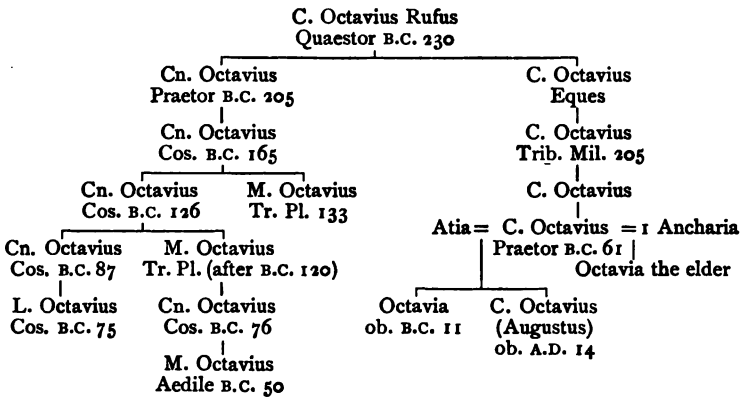 C. Octavius Rufus
Quaestor B.C. 230
Cn. Octavius
Praetor B.C. 205
C. Octavius
Eques
Cn. Octavius
Cos. B.C. 165
C. Octavius
Trib. Mil. 205
Cn. Octavius
Cos. B.C. 126
M. Octavius
Tr. Pl. 133
C. Octavius
Atia = C. Octavius = 1 Ancharia
Praetor B.C. 61
Octavia the elder
Cn. Octavius
Cos. B.C. 87
M. Octavius
Tr. Pl. (after B.C. 120)
L. Octavius
Cos. B.C. 75
Cn. Octavius
Cos. B.C. 76
Octavia
ob. B.C. 11
C. Octavius
(Augustus)
ob. A.D. 14
M. Octavius
Aedile B.C. 50